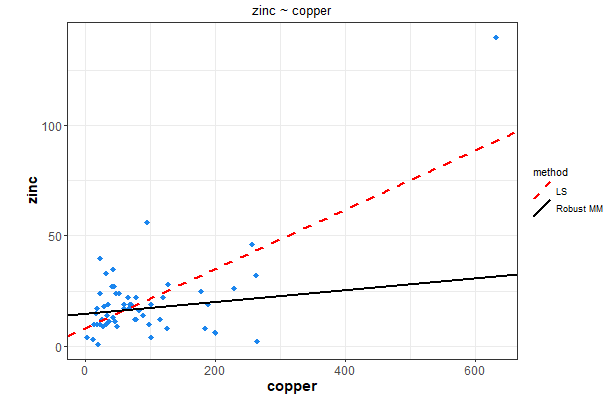 zinc ~ copper
zinc
100
50
0
0
200
400
600
copper
method
LS
Robust MM